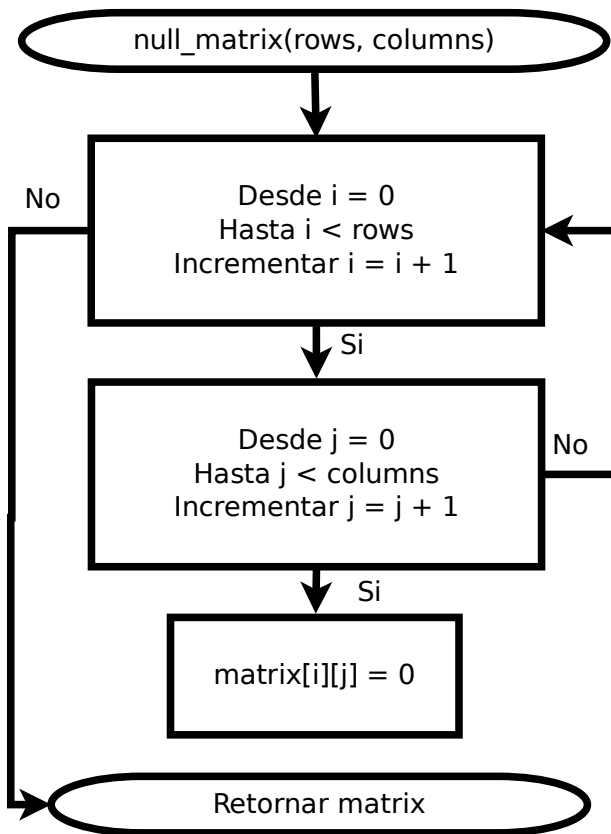 null_matrix(rows, columns)
No
Desde i = 0
Hasta i < rows
Incrementar i = i + 1
Si
Desde j = 0
Hasta j < columns
Incrementar j = j + 1
No
Si
matrix[i][j] = 0
Retornar matrix